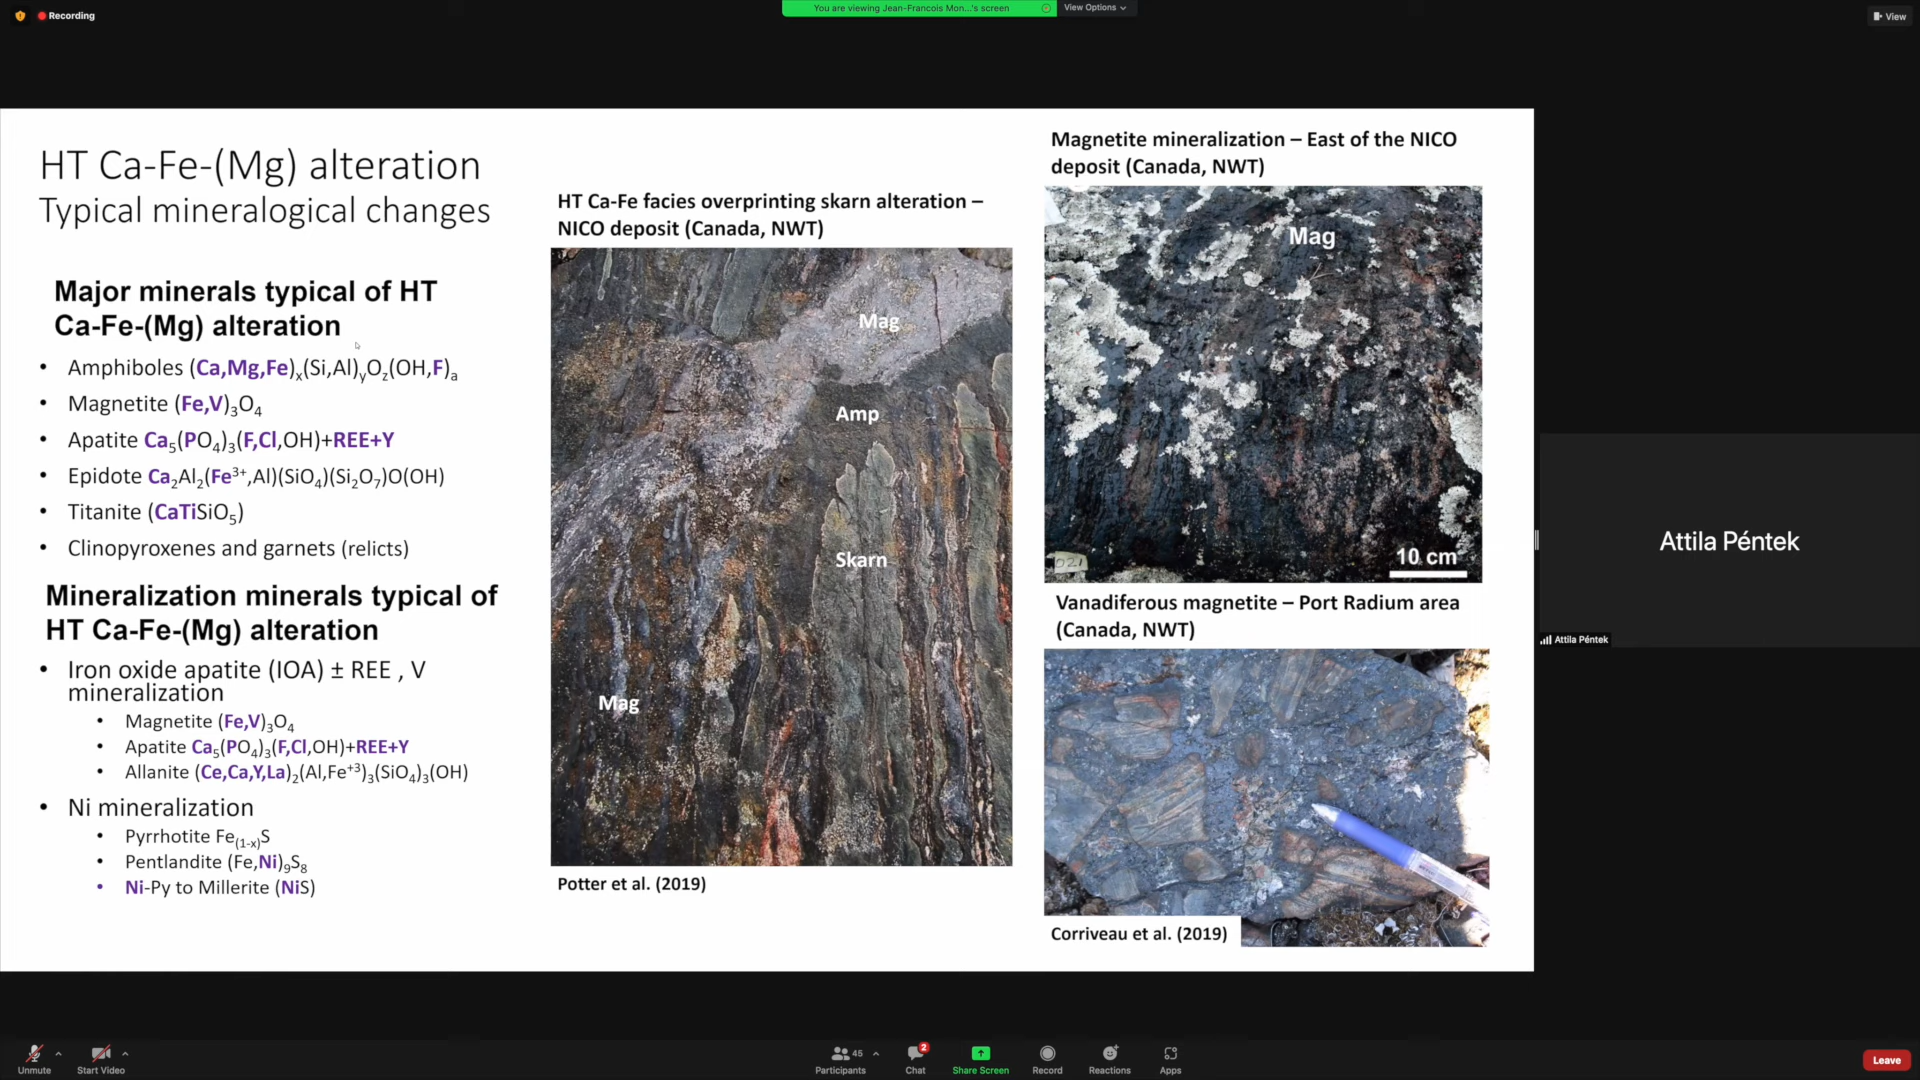 Recording
You are viewing Jean-Francois Mon...'s screen
View Options
View
HT Ca-Fe-(Mg) alteration
Typical mineralogical changes
Major minerals typical of HT
Ca-Fe-(Mg) alteration
• Amphiboles (Ca,Mg,Fe)x(Si,Al)yOz(OH,F)a
• Magnetite (Fe,V)3O4
• Apatite Ca5(PO4)3(F,Cl,OH)+REE+Y
• Epidote Ca2Al2(Fe3+,Al)(SiO4)(Si2O7)O(OH)
• Titanite (CaTiSiO5)
• Clinopyroxenes and garnets (relicts)
Mineralization minerals typical of
HT Ca-Fe-(Mg) alteration
• Iron oxide apatite (IOA) ± REE , V
mineralization
• Magnetite (Fe,V)3O4
• Apatite Ca5(PO4)3(F,Cl,OH)+REE+Y
• Allanite (Ce,Ca,Y,La)2(Al,Fe+3)3(SiO4)3(OH)
• Ni mineralization
• Pyrrhotite Fe(1-x)S
• Pentlandite (Fe,Ni)9S8
• Ni-Py to Millerite (NiS)
HT Ca-Fe facies overprinting skarn alteration –
NICO deposit (Canada, NWT)
Mag
Amp
Skarn
Mag
Potter et al. (2019)
Magnetite mineralization – East of the NICO
deposit (Canada, NWT)
Mag
10 cm
Vanadiferous magnetite – Port Radium area
(Canada, NWT)
Corriveau et al. (2019)
Attila Péntek
Attila Péntek
Unmute
Start Video
45
Participants
2
Chat
Share Screen
Record
Reactions
Apps
Leave